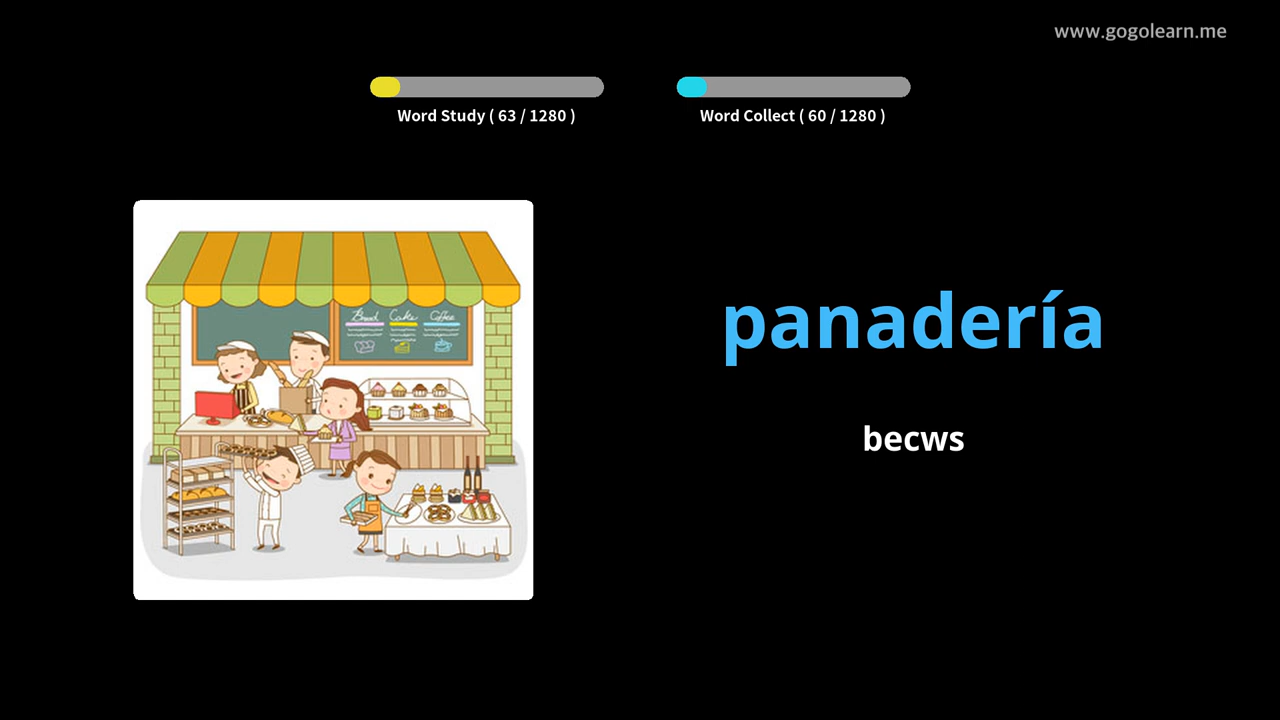 www.gogolearn.me
Word Study ( 63 / 1280 )
Word Collect ( 60 / 1280 )
Bread Cake Coffee
panadería
becws